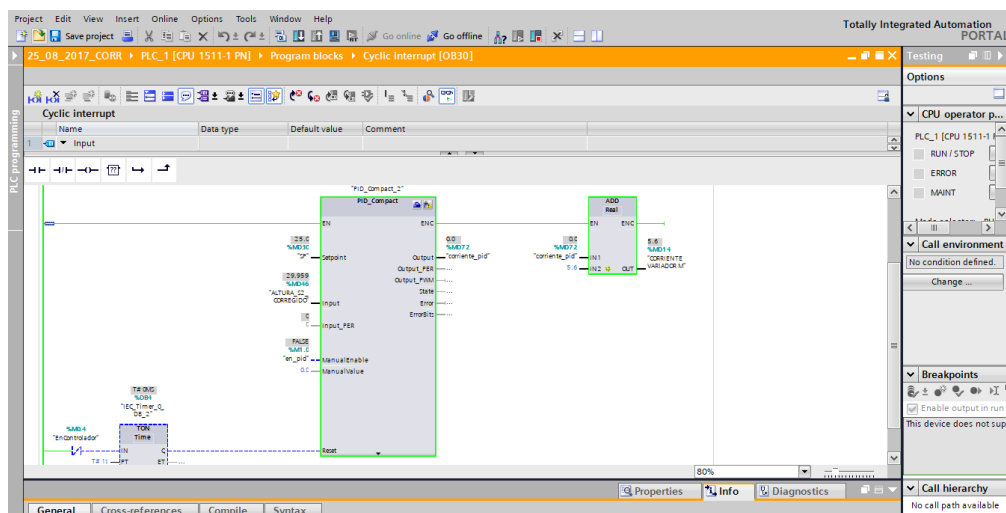 Project Edit View Insert Online Options Tools Window Help
Totally Integrated Automation
PORTAL
Save project
Go online
Go offline
25_08_2017_CORR
PLC_1 [CPU 1511-1 PN]
Program blocks
Cyclic interrupt [OB30]
Testing
Options
PLC programming
Cyclic interrupt
Name Data type Default value Comment
1 Input
CPU operator p...
PLC_1 [CPU 1511-1
RUN / STOP
ERROR
MAINT
"PID_Compact_2"
PID_Compact
EN ENO
25.0
%MD30
"SP" Setpoint
29.959
%MD46
"ALTURA_S2_
CORREGIDO" Input
0
0 Input_PER
FALSE
%M1.0
"en_pid" ManualEnable
0.0 ManualValue
Reset
0.0
%MD72
Output "corriente_pid"
Output_PER ...
Output_PWM ...
State ...
Error ...
ErrorBits ...
ADD
Real
EN ENO
0.0
%MD72
"corriente_pid" IN1
5.6 IN2
OUT
5.6
%MD14
"CORRIENTE
VARIADOR M"
T#0MS
%DB4
"IEC_Timer_0_
DB_2"
%M0.4
"EnControlador"
TON
Time
IN Q
T#1s PT ET ...
80%
Call environment
No condition defined.
Change ...
Breakpoints
Enable output in run
This device does not sup
Call hierarchy
No call path available
Properties
Info
Diagnostics
General Cross-references Compile Syntax